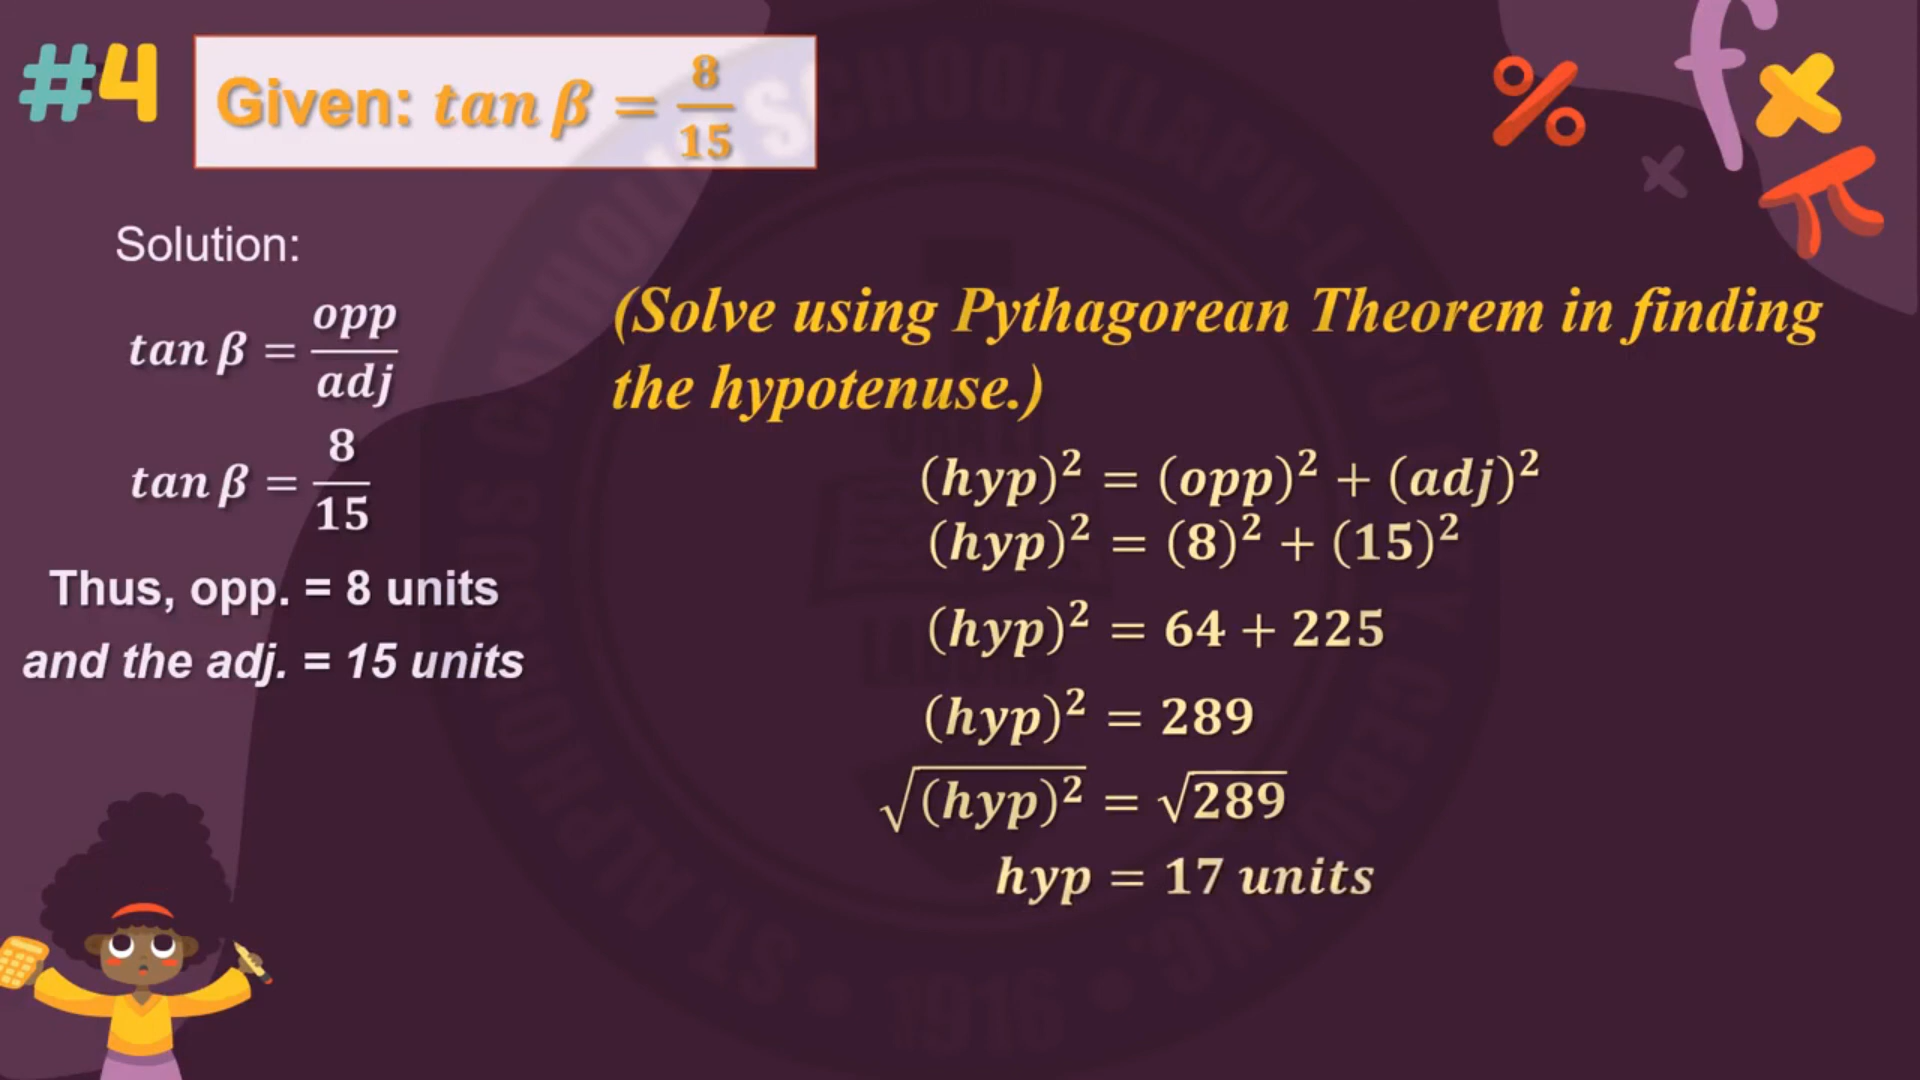 #4
Given: tan β = 8/15
Solution:
tan β = opp/adj
tan β = 8/15
Thus, opp. = 8 units
and the adj. = 15 units
(Solve using Pythagorean Theorem in finding
the hypotenuse.)
(hyp)² = (opp)² + (adj)²
(hyp)² = (8)² + (15)²
(hyp)² = 64 + 225
(hyp)² = 289
√(hyp)² = √289
hyp = 17 units
%
fx
×
π
1916